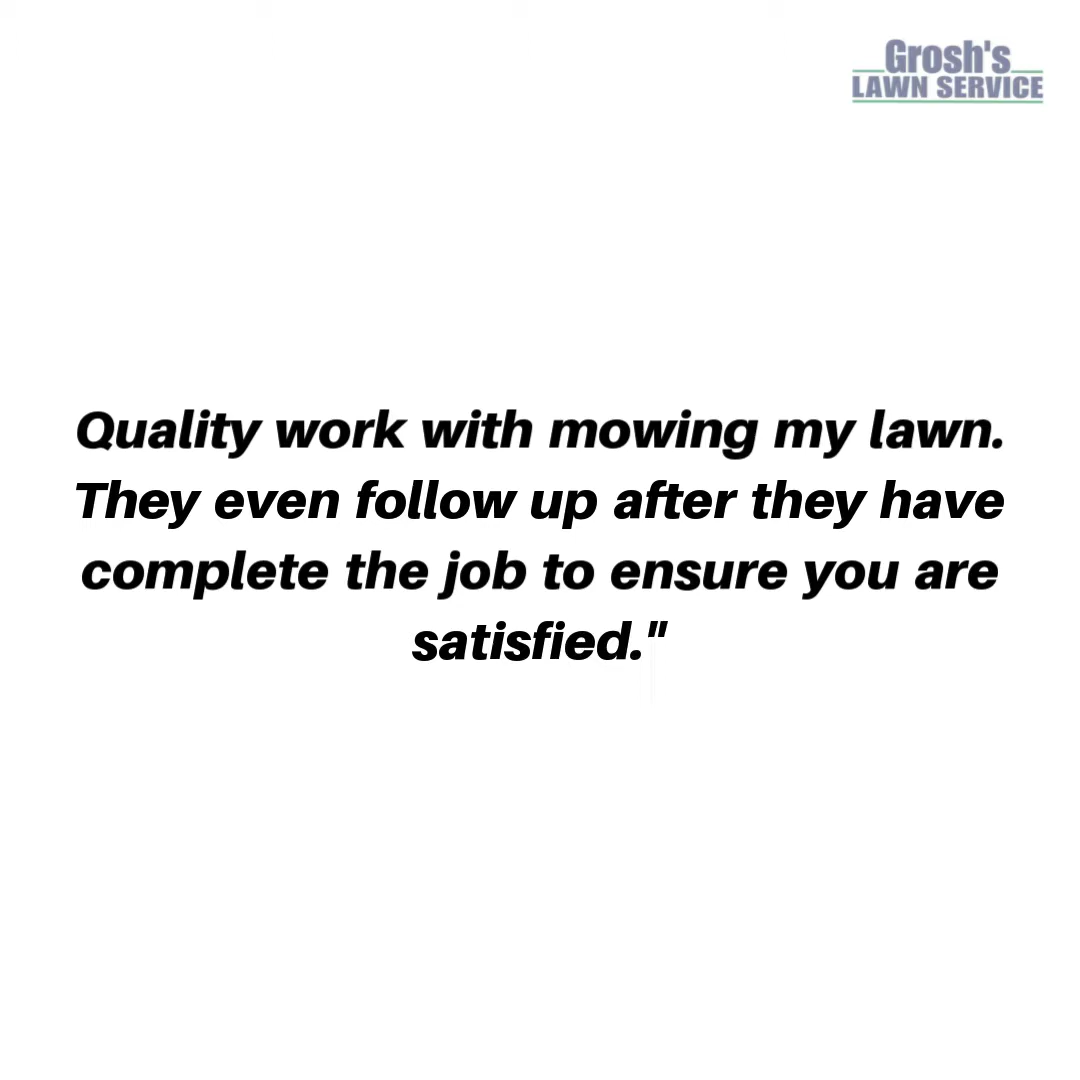 Grosh's
LAWN SERVICE
Quality work with mowing my lawn.
They even follow up after they have
complete the job to ensure you are
satisfied."